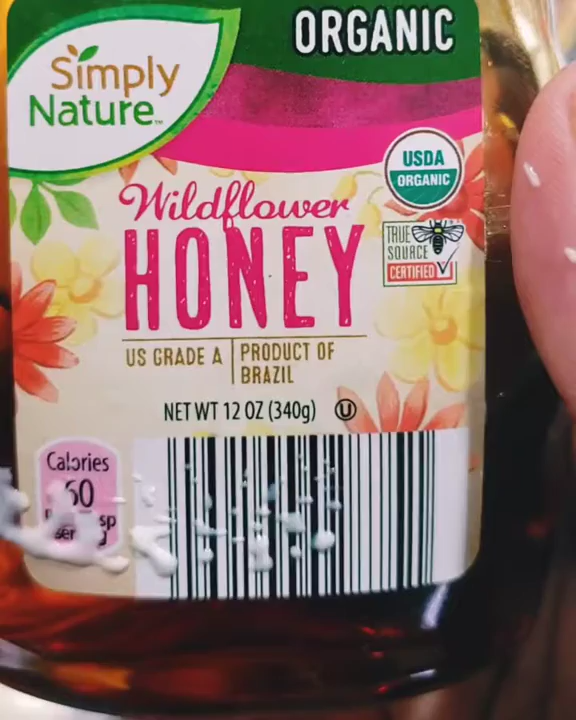 ORGANIC
Simply
Nature™
USDA
ORGANIC
Wildflower
HONEY
TRUE
SOURCE
CERTIFIED
US GRADE A
PRODUCT OF
BRAZIL
NET WT 12 OZ (340g) U
Calories
60